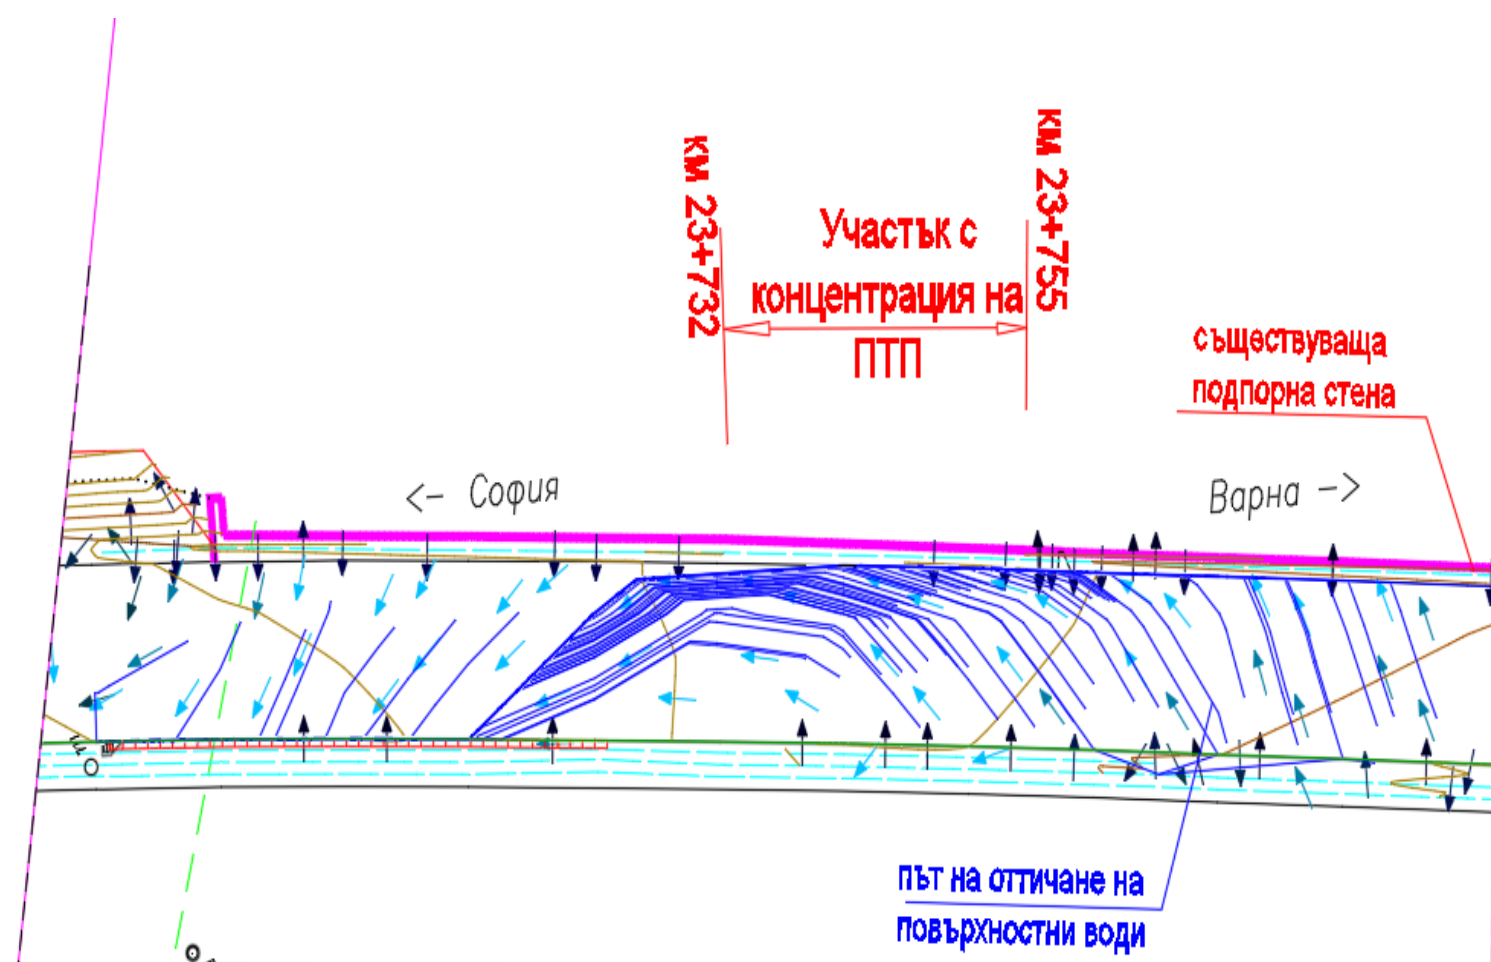 км 23+732
км 23+755
Участък с
концентрация на
ПТП
съществуваща
подпорна стена
<- София
Варна ->
път на оттичане на
повърхностни води